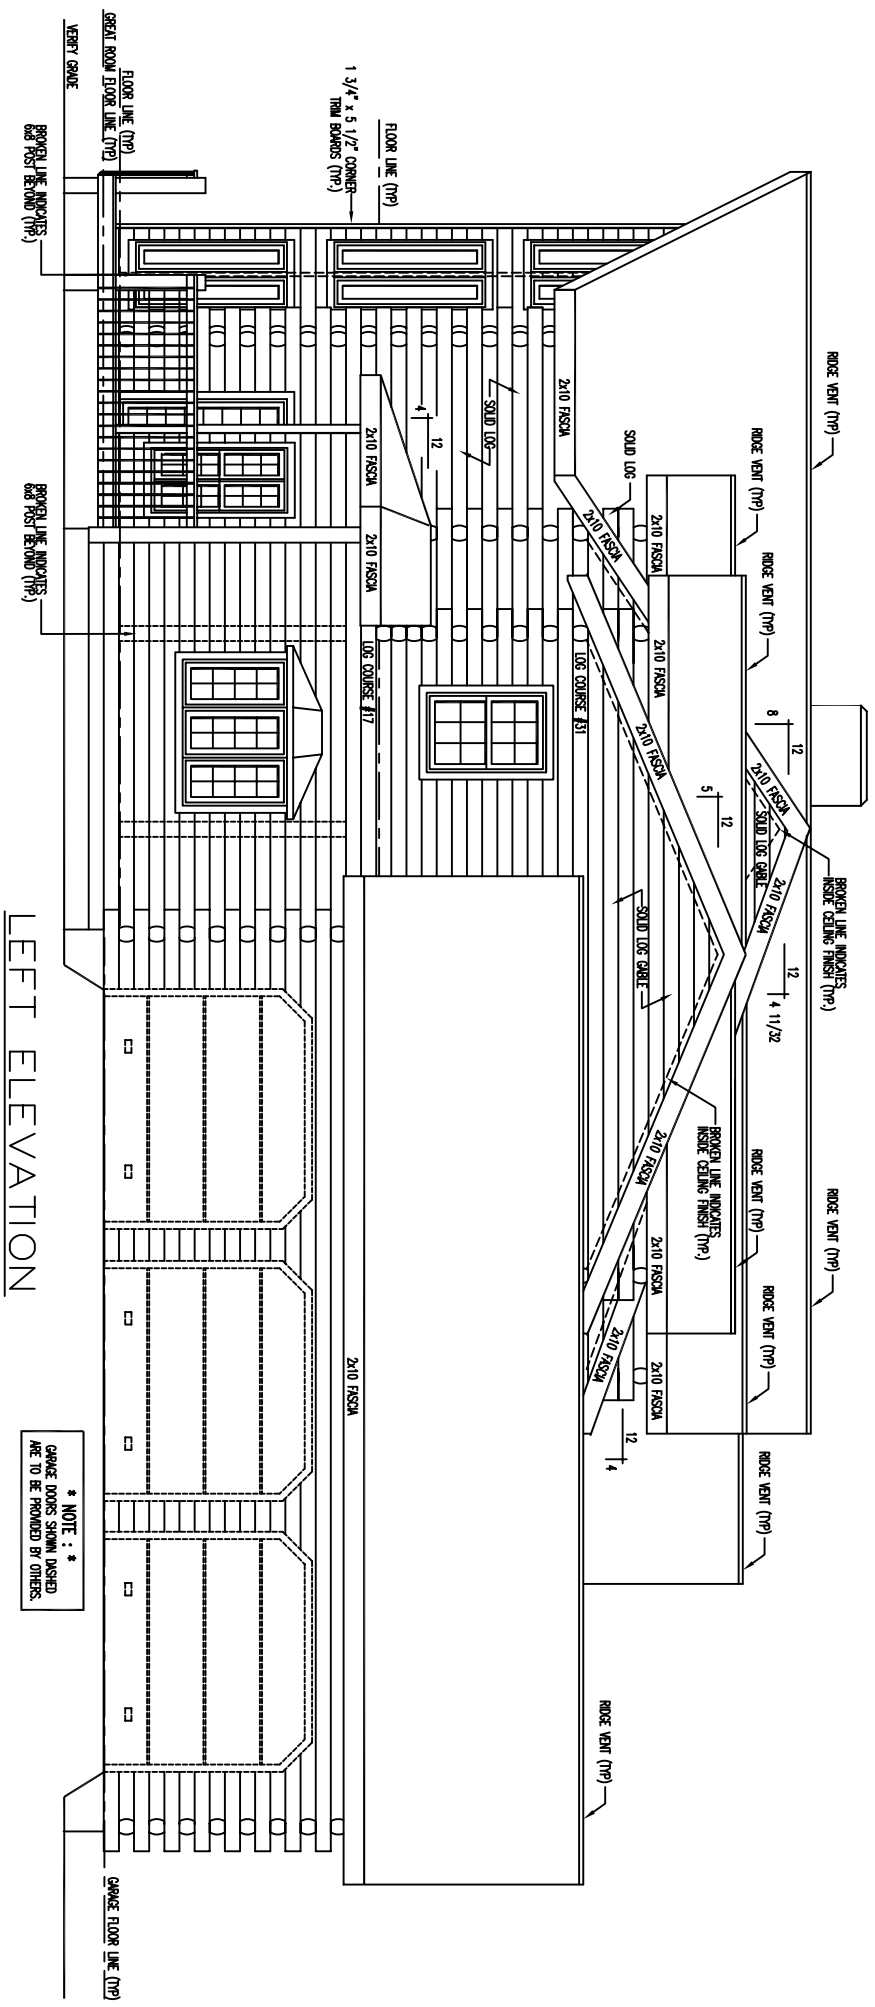 RIDGE VENT (TYP)
RIDGE VENT (TYP)
RIDGE VENT (TYP)
BROKEN LINE INDICATES
INSIDE CEILING FINISH (TYP.)
RIDGE VENT (TYP)
RIDGE VENT (TYP)
RIDGE VENT (TYP)
RIDGE VENT (TYP)
RIDGE VENT (TYP)
12
8
2x10 FASCIA
SOLID LOG GABLE
2x10 FASCIA
12
4 11/32
12
5
BROKEN LINE INDICATES
INSIDE CEILING FINISH (TYP.)
SOLID LOG
2x10 FASCIA
2x10 FASCIA
2x10 FASCIA
2x10 FASCIA
SOLID LOG GABLE
2x10 FASCIA
2x10 FASCIA
2x10 FASCIA
2x10 FASCIA
12
4
RIDGE VENT (TYP)
2x10 FASCIA
LOG COURSE #31
SOLID LOG
12
4
FLOOR LINE (TYP)
1 3/4" x 5 1/2" CORNER
TRIM BOARDS (TYP.)
2x10 FASCIA
2x10 FASCIA
LOG COURSE #17
2x10 FASCIA
FLOOR LINE (TYP)
GREAT ROOM FLOOR LINE (TYP)
VERIFY GRADE
GARAGE FLOOR LINE (TYP)
BROKEN LINE INDICATES
6x8 POST BEYOND (TYP.)
BROKEN LINE INDICATES
6x8 POST BEYOND (TYP.)
* NOTE : *
GARAGE DOORS SHOWN DASHED
ARE TO BE PROVIDED BY OTHERS.
LEFT ELEVATION